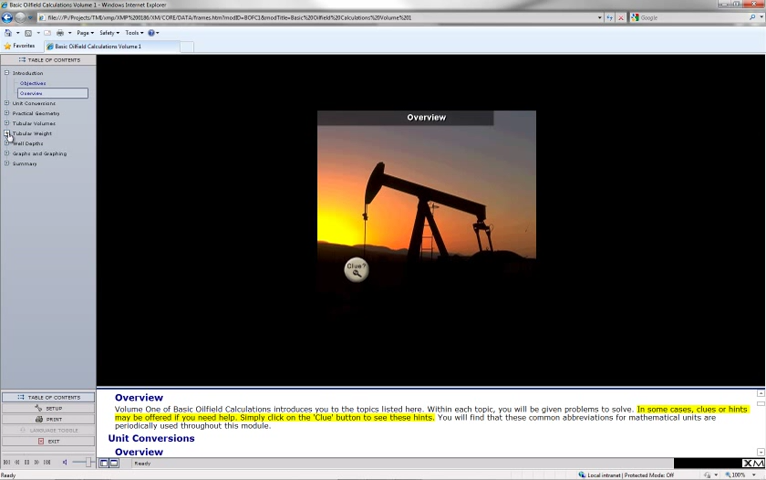 Basic Oilfield Calculations Volume 1 - Windows Internet Explorer
Google
Favorites
Basic Oilfield Calculations Volume 1
Page
Safety
Tools
TABLE OF CONTENTS
Introduction
Objectives
Overview
Unit Conversions
Practical Geometry
Tubular Volumes
Tubular Weight
Well Depths
Graphs and Graphing
Summary
Overview
Clue?
TABLE OF CONTENTS
SETUP
PRINT
LANGUAGE TOGGLE
EXIT
Overview
Volume One of Basic Oilfield Calculations introduces you to the topics listed here. Within each topic, you will be given problems to solve. In some cases, clues or hints
may be offered if you need help. Simply click on the 'Clue' button to see these hints. You will find that these common abbreviations for mathematical units are
periodically used throughout this module.
Unit Conversions
Overview
Ready
XM
Ready
Local intranet | Protected Mode: Off
100%